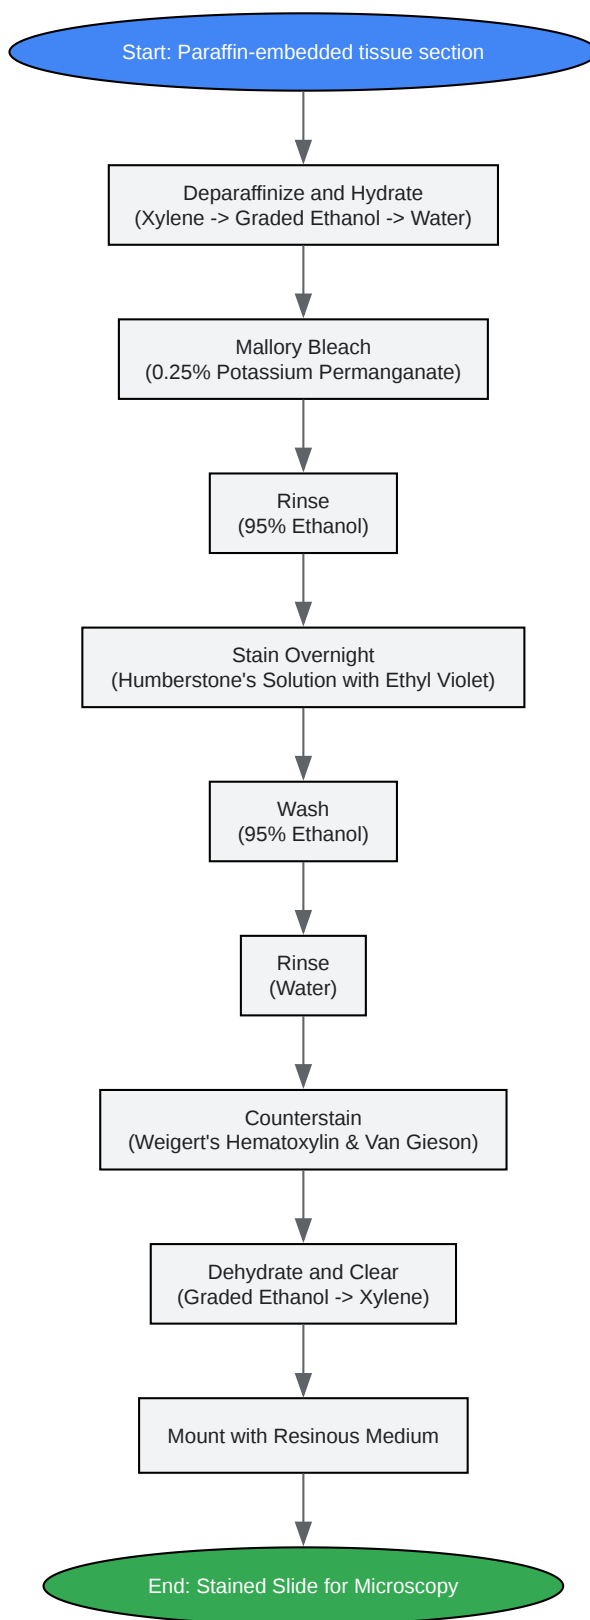 Start: Paraffin-embedded tissue section
Deparaffinize and Hydrate
(Xylene -> Graded Ethanol -> Water)
Mallory Bleach
(0.25% Potassium Permanganate)
Rinse
(95% Ethanol)
Stain Overnight
(Humberstone's Solution with Ethyl Violet)
Wash
(95% Ethanol)
Rinse
(Water)
Counterstain
(Weigert's Hematoxylin & Van Gieson)
Dehydrate and Clear
(Graded Ethanol -> Xylene)
Mount with Resinous Medium
End: Stained Slide for Microscopy